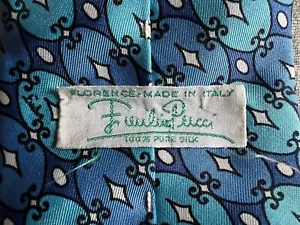 FLORENCE-MADE IN ITALY
Emilio Pucci
100% PURE SILK